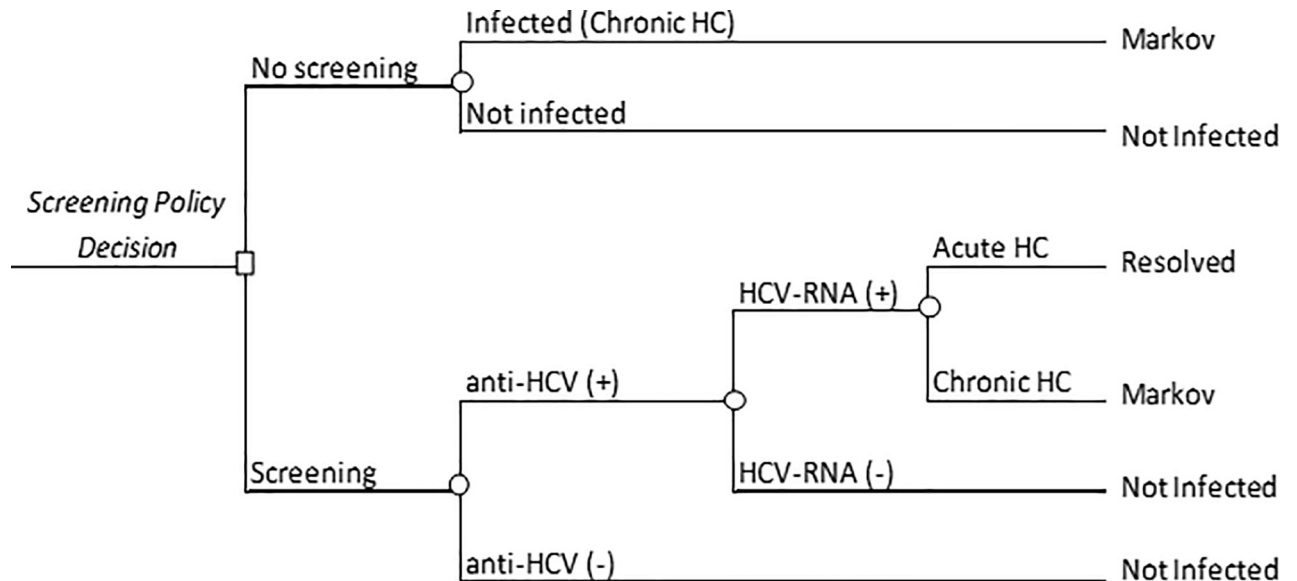 Infected (Chronic HC)
Markov
No screening
Not infected
Not Infected
Screening Policy
Decision
Acute HC
Resolved
HCV-RNA (+)
anti-HCV (+)
Chronic HC
Markov
Screening
HCV-RNA (-)
Not Infected
anti-HCV (-)
Not Infected